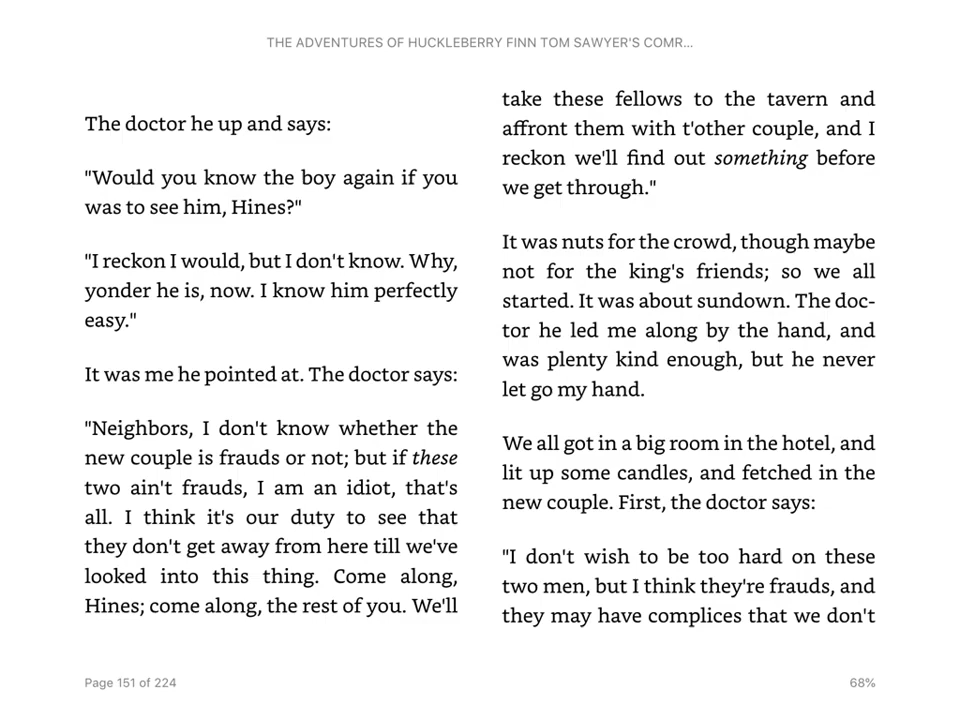 THE ADVENTURES OF HUCKLEBERRY FINN TOM SAWYER'S COMR...
The doctor he up and says:
"Would you know the boy again if you
was to see him, Hines?"
"I reckon I would, but I don't know. Why,
yonder he is, now. I know him perfectly
easy."
It was me he pointed at. The doctor says:
"Neighbors, I don't know whether the
new couple is frauds or not; but if these
two ain't frauds, I am an idiot, that's
all. I think it's our duty to see that
they don't get away from here till we've
looked into this thing. Come along,
Hines; come along, the rest of you. We'll
take these fellows to the tavern and
affront them with t'other couple, and I
reckon we'll find out something before
we get through."
It was nuts for the crowd, though maybe
not for the king's friends; so we all
started. It was about sundown. The doc-
tor he led me along by the hand, and
was plenty kind enough, but he never
let go my hand.
We all got in a big room in the hotel, and
lit up some candles, and fetched in the
new couple. First, the doctor says:
"I don't wish to be too hard on these
two men, but I think they're frauds, and
they may have complices that we don't
Page 151 of 224
68%